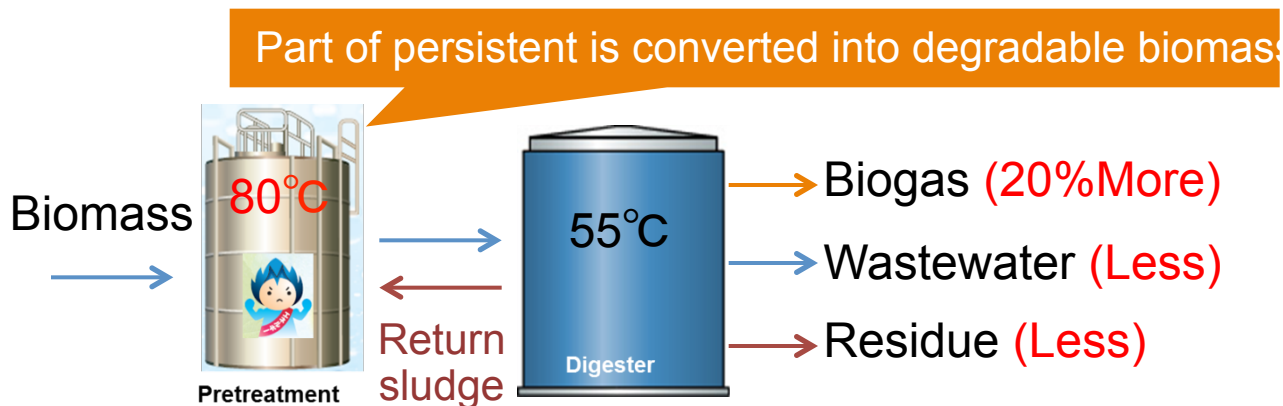 Part of persistent is converted into degradable biomass
80℃
Biomass
55℃
Biogas (20%More)
Wastewater (Less)
Residue (Less)
Return
sludge
Digester
Pretreatment